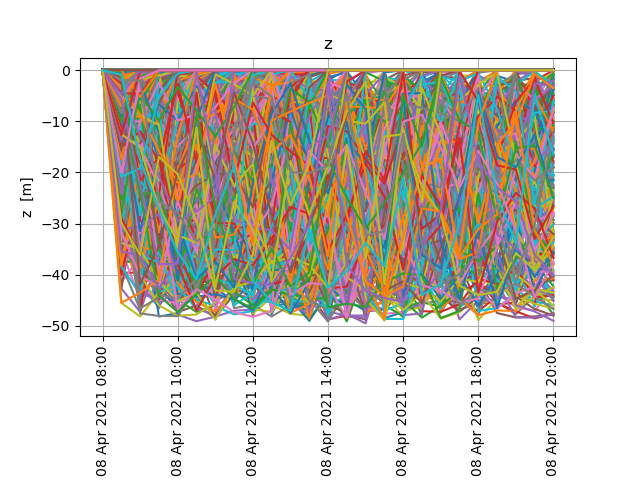 z
0
−10
−20
−30
−40
−50
z [m]
08 Apr 2021 08:00
08 Apr 2021 10:00
08 Apr 2021 12:00
08 Apr 2021 14:00
08 Apr 2021 16:00
08 Apr 2021 18:00
08 Apr 2021 20:00